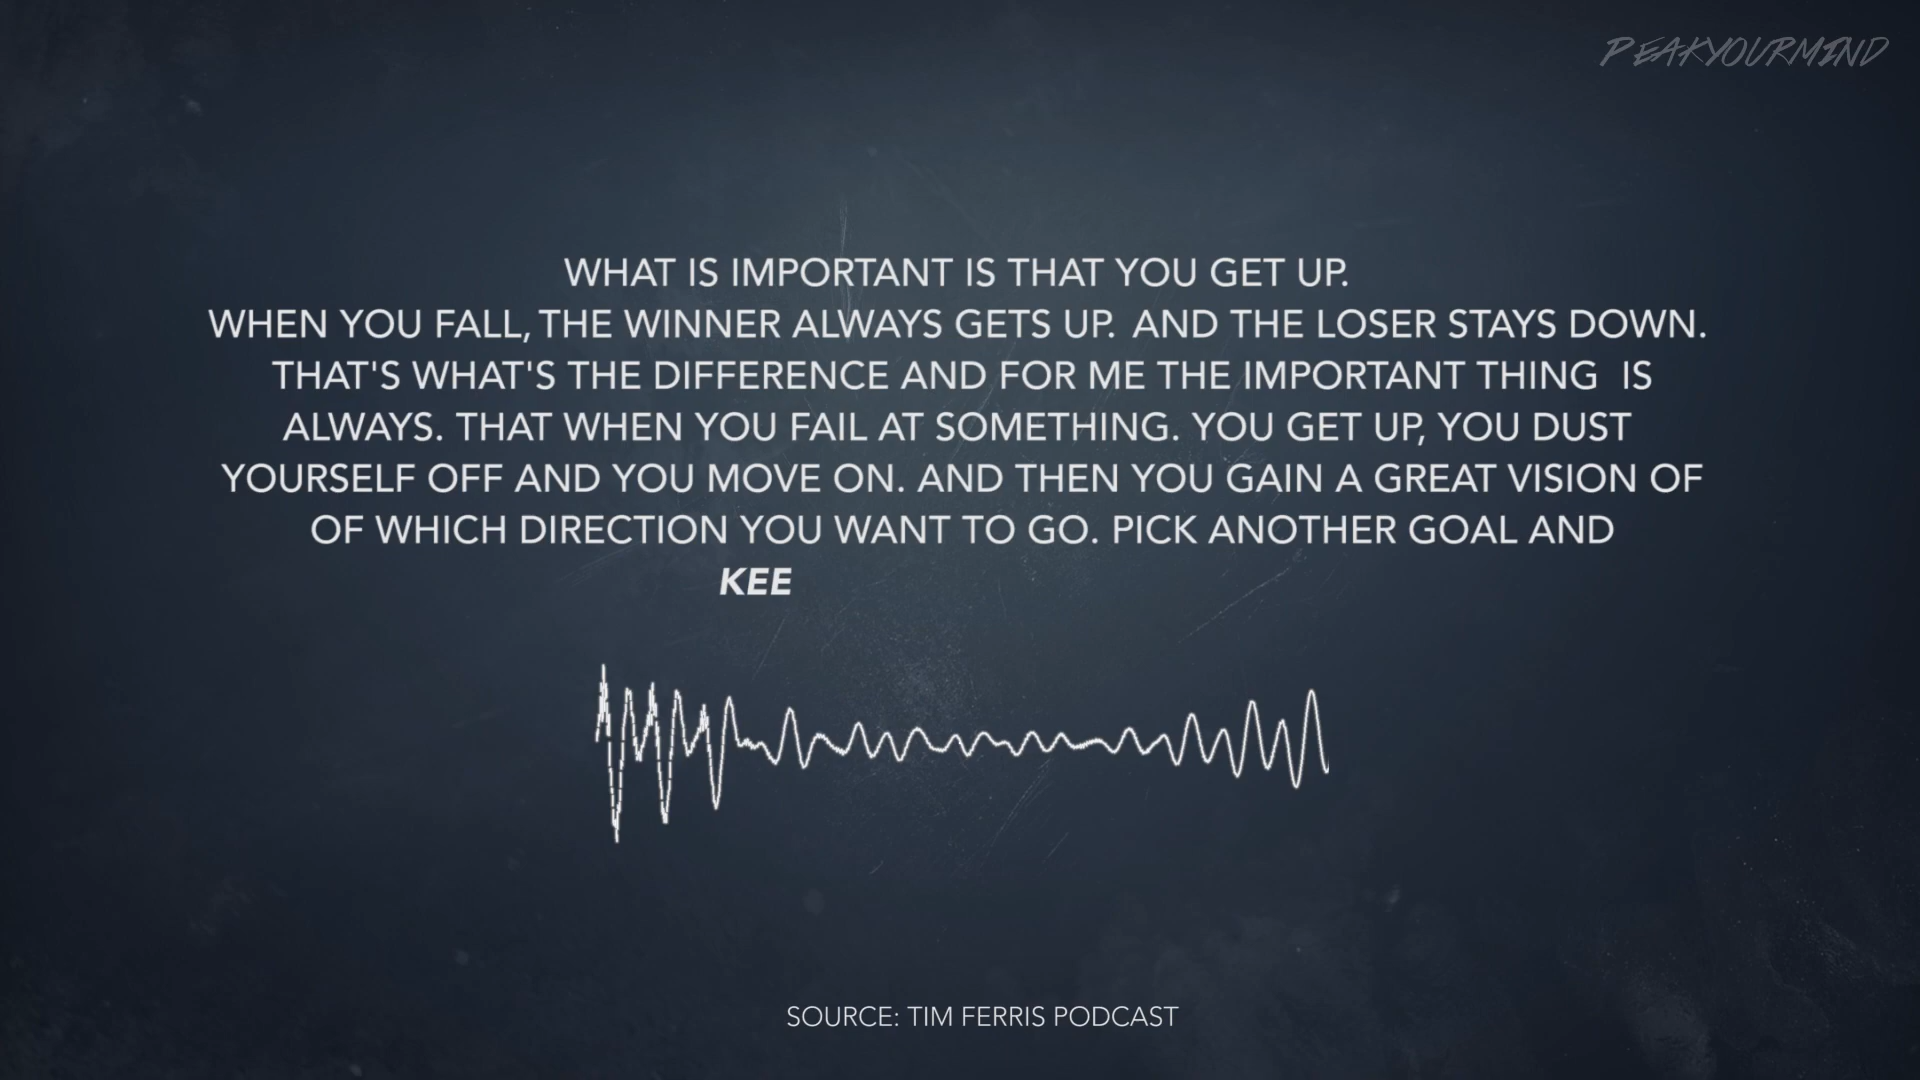 PEAKYOURMIND
WHAT IS IMPORTANT IS THAT YOU GET UP.
WHEN YOU FALL, THE WINNER ALWAYS GETS UP. AND THE LOSER STAYS DOWN.
THAT'S WHAT'S THE DIFFERENCE AND FOR ME THE IMPORTANT THING IS
ALWAYS. THAT WHEN YOU FAIL AT SOMETHING. YOU GET UP, YOU DUST
YOURSELF OFF AND YOU MOVE ON. AND THEN YOU GAIN A GREAT VISION OF
OF WHICH DIRECTION YOU WANT TO GO. PICK ANOTHER GOAL AND
KEE
SOURCE: TIM FERRIS PODCAST